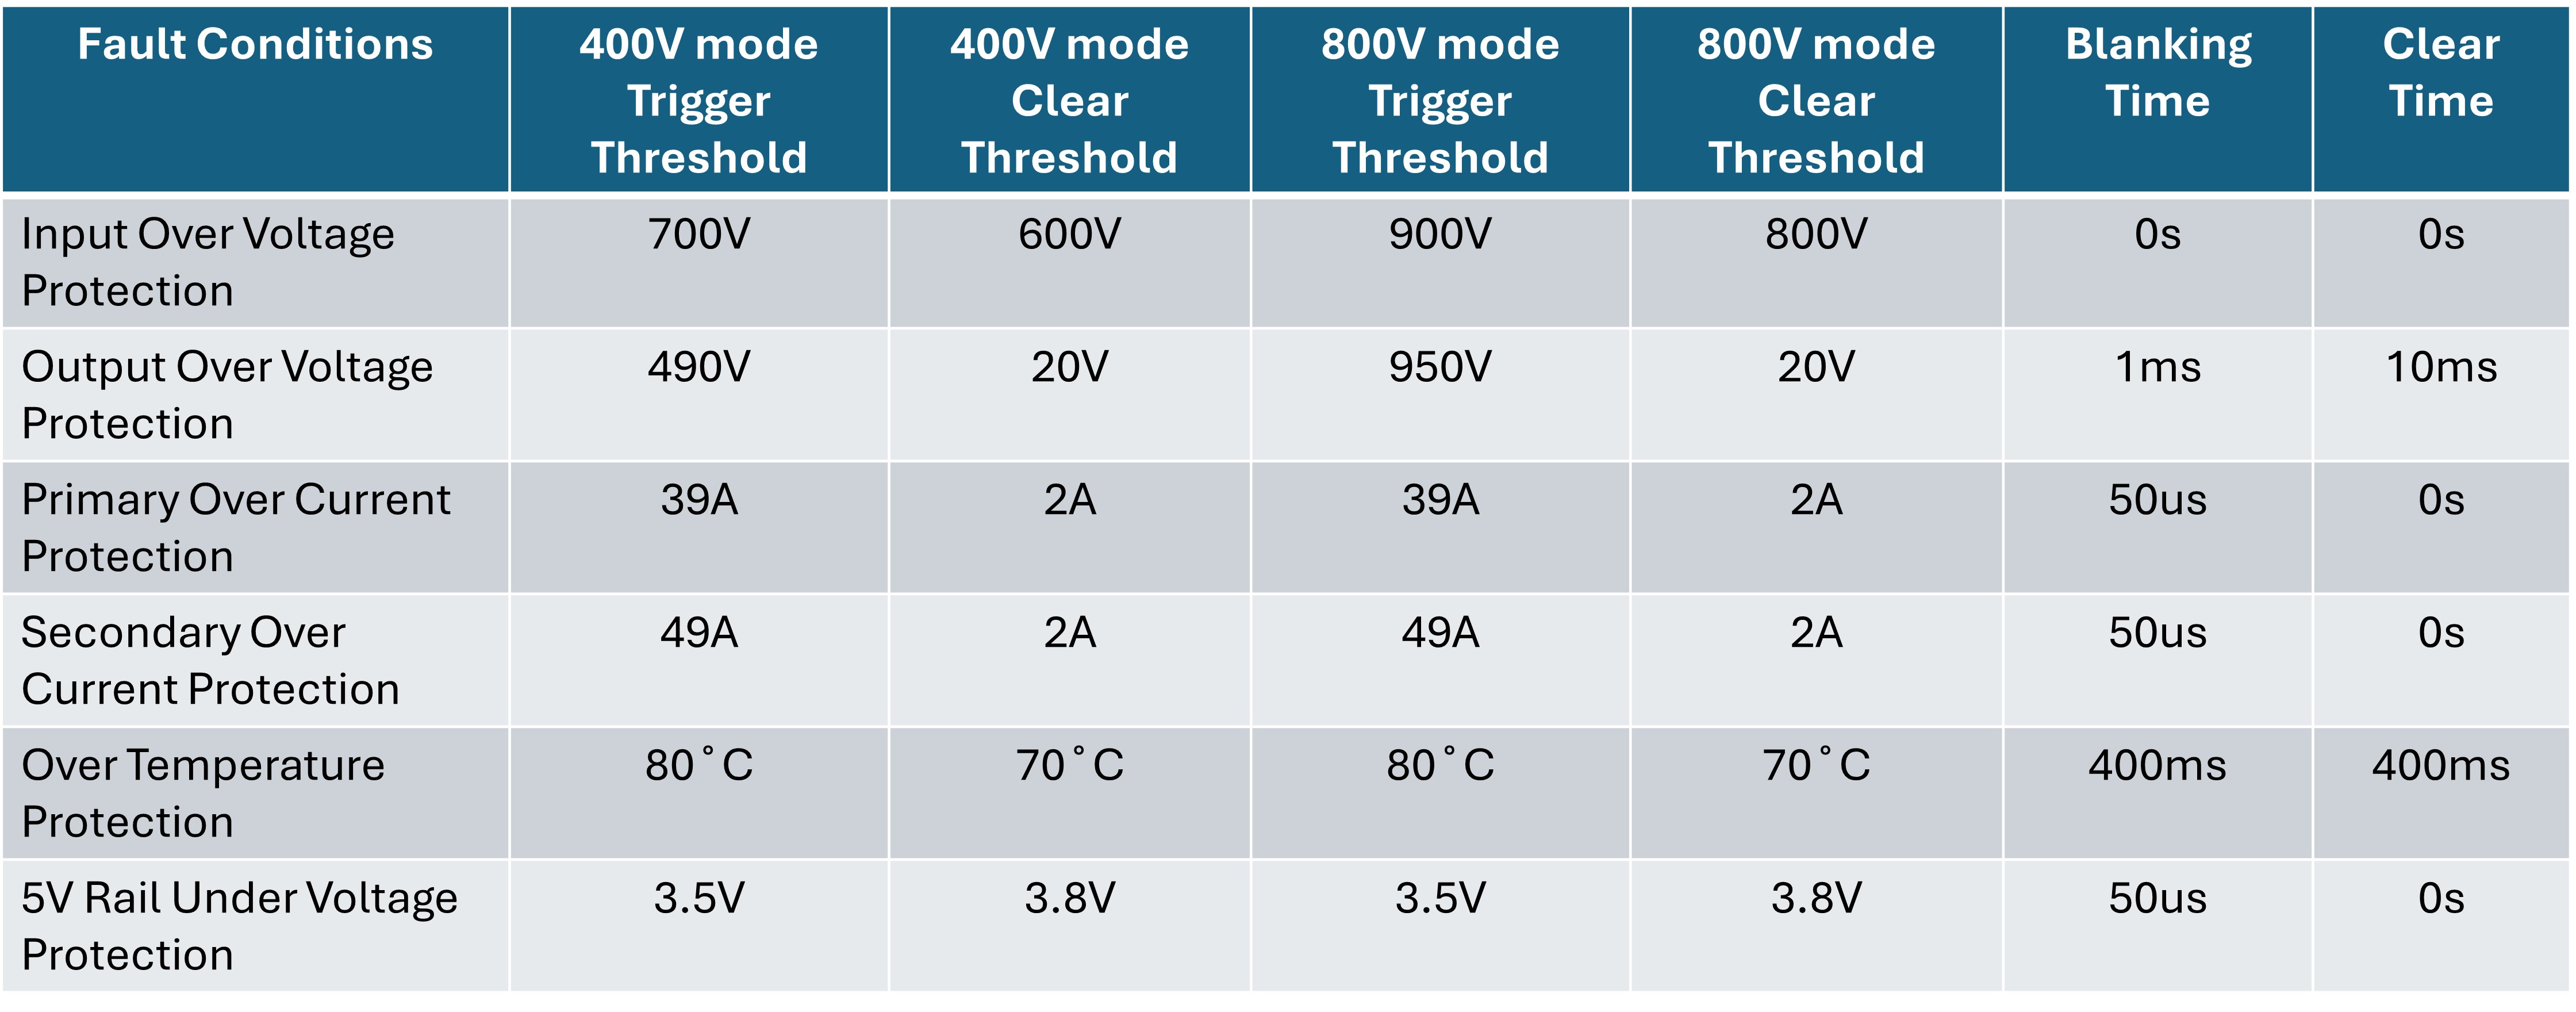 Fault Conditions
400V mode
Trigger
Threshold
400V mode
Clear
Threshold
800V mode
Trigger
Threshold
800V mode
Clear
Threshold
Blanking
Time
Clear
Time
Input Over Voltage
Protection
700V
600V
900V
800V
0s
0s
Output Over Voltage
Protection
490V
20V
950V
20V
1ms
10ms
Primary Over Current
Protection
39A
2A
39A
2A
50us
0s
Secondary Over
Current Protection
49A
2A
49A
2A
50us
0s
Over Temperature
Protection
80˚C
70˚C
80˚C
70˚C
400ms
400ms
5V Rail Under Voltage
Protection
3.5V
3.8V
3.5V
3.8V
50us
0s